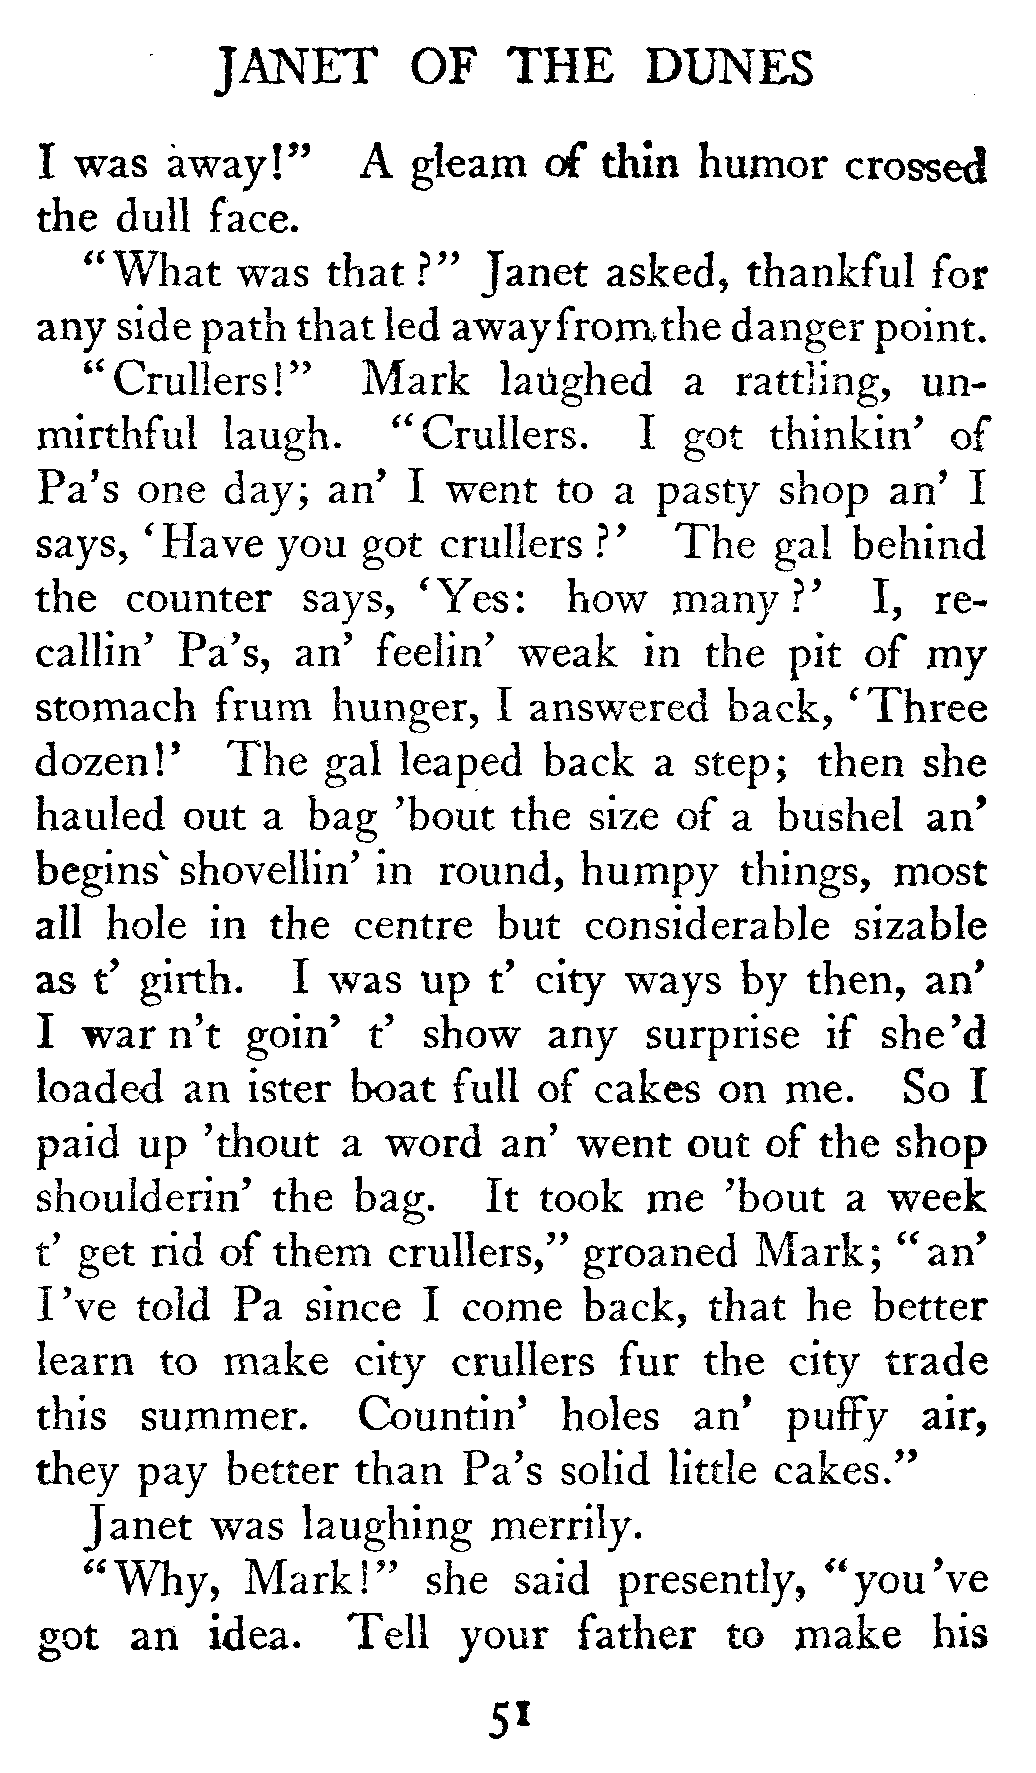 JANET OF THE DUNES
I was away!” A gleam of thin humor crossed
the dull face.
“What was that?” Janet asked, thankful for
any side path that led away from the danger point.
“Crullers!” Mark laughed a rattling, un-
mirthful laugh. “Crullers. I got thinkin’ of
Pa’s one day; an’ I went to a pasty shop an’ I
says, ‘Have you got crullers?’ The gal behind
the counter says, ‘Yes: how many?’ I, re-
callin’ Pa’s, an’ feelin’ weak in the pit of my
stomach frum hunger, I answered back, ‘Three
dozen!’ The gal leaped back a step; then she
hauled out a bag ’bout the size of a bushel an’
begins shovellin’ in round, humpy things, most
all hole in the centre but considerable sizable
as t’ girth. I was up t’ city ways by then, an’
I war n’t goin’ t’ show any surprise if she’d
loaded an ister boat full of cakes on me. So I
paid up ’thout a word an’ went out of the shop
shoulderin’ the bag. It took me ’bout a week
t’ get rid of them crullers,” groaned Mark; “an’
I’ve told Pa since I come back, that he better
learn to make city crullers fur the city trade
this summer. Countin’ holes an’ puffy air,
they pay better than Pa’s solid little cakes.”
Janet was laughing merrily.
“Why, Mark!” she said presently, “you’ve
got an idea. Tell your father to make his
51